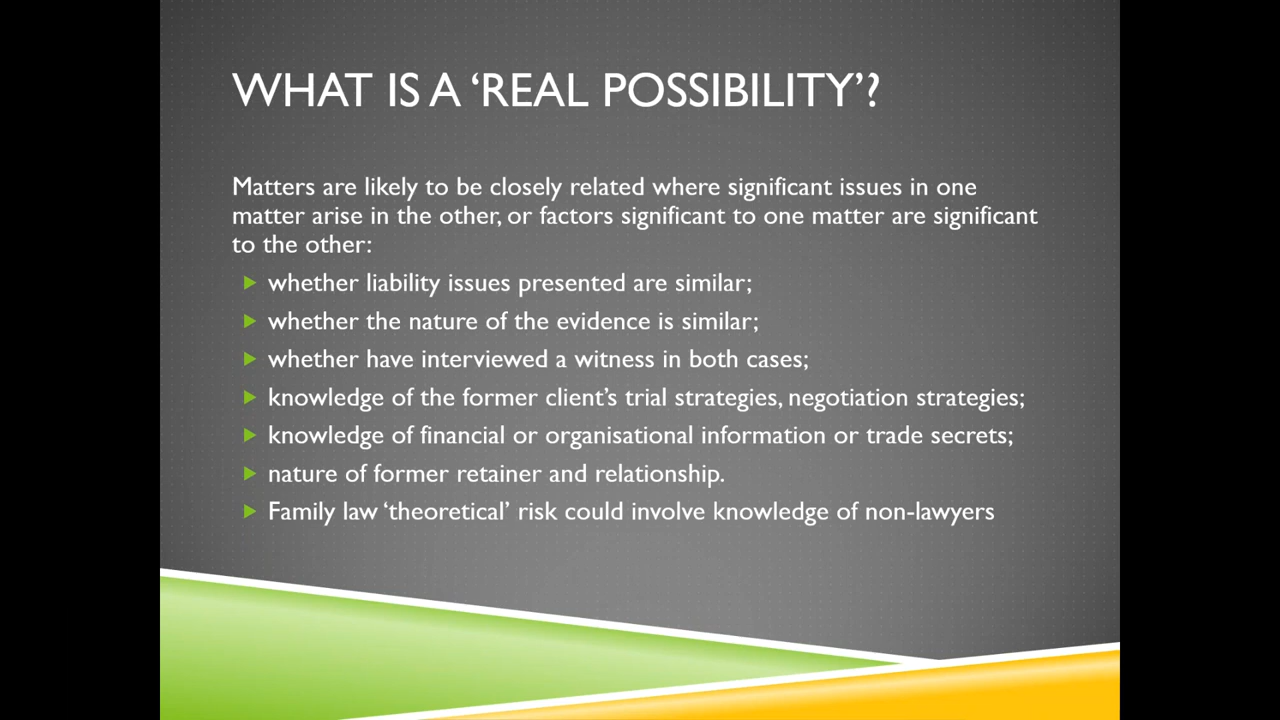 WHAT IS A ‘REAL POSSIBILITY’?
Matters are likely to be closely related where significant issues in one
matter arise in the other, or factors significant to one matter are significant
to the other:
whether liability issues presented are similar;
whether the nature of the evidence is similar;
whether have interviewed a witness in both cases;
knowledge of the former client’s trial strategies, negotiation strategies;
knowledge of financial or organisational information or trade secrets;
nature of former retainer and relationship.
Family law ‘theoretical’ risk could involve knowledge of non-lawyers